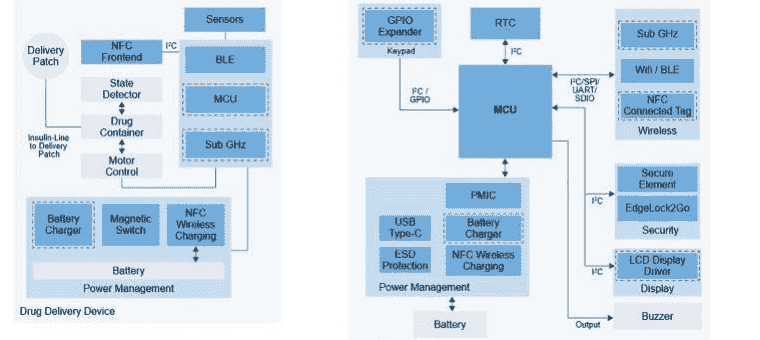 Sensors
Delivery
Patch
NFC
Frontend
I²C
BLE
State
Detector
MCU
Drug
Container
Insulin-Line
to Delivery
Patch
Sub GHz
Motor
Control
Battery
Charger
Magnetic
Switch
NFC
Wireless
Charging
Battery
Power Management
Drug Delivery Device
GPIO
Expander
Keypad
RTC
I²C
I²C /
GPIO
MCU
I²C/SPI/
UART/
SDIO
Sub GHz
Wifi / BLE
NFC
Connected Tag
Wireless
PMIC
USB
Type-C
Battery
Charger
ESD
Protection
NFC Wireless
Charging
Power Management
Battery
Secure
Element
I²C
EdgeLock2Go
Security
LCD Display
Driver
I²C
Display
Output
Buzzer